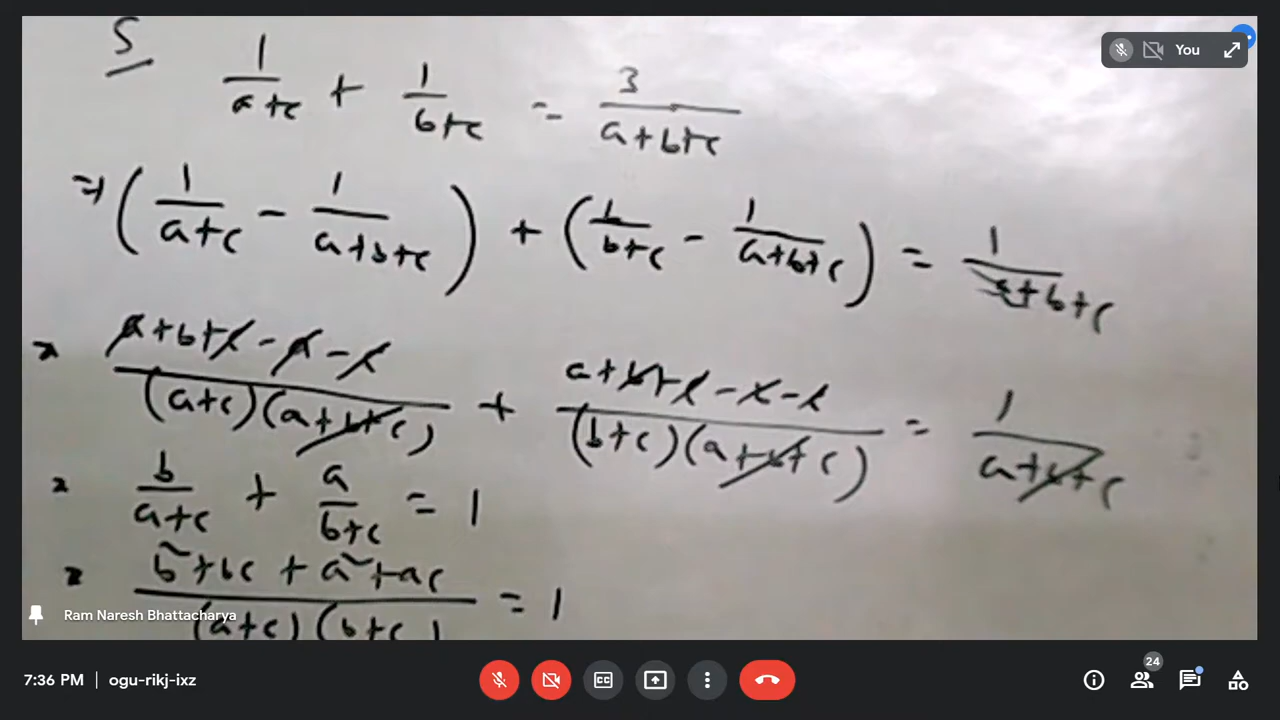 5
1/(a+c) + 1/(b+c) = 3/(a+b+c)
⇒ (1/(a+c) - 1/(a+b+c)) + (1/(b+c) - 1/(a+b+c)) = 1/(a+b+c)
⇒ (a+b+c-a-c)/((a+c)(a+b+c)) + (a+b+c-b-c)/((b+c)(a+b+c)) = 1/(a+b+c)
⇒ b/(a+c) + a/(b+c) = 1
⇒ (b²+bc+a²+ac)/((a+c)(b+c)) = 1
You
Ram Naresh Bhattacharya
7:36 PM | ogu-rikj-ixz
CC
24